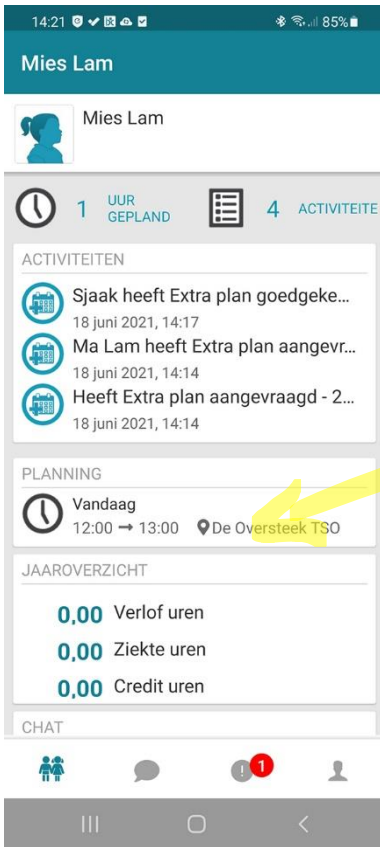 14:21 85%
Mies Lam
Mies Lam
1 UUR GEPLAND 4 ACTIVITEITE
ACTIVITEITEN
Sjaak heeft Extra plan goedgeke...
18 juni 2021, 14:17
Ma Lam heeft Extra plan aangevr...
18 juni 2021, 14:14
Heeft Extra plan aangevraagd - 2...
18 juni 2021, 14:14
PLANNING
Vandaag
12:00 → 13:00 De Oversteek TSO
JAAROVERZICHT
0,00 Verlof uren
0,00 Ziekte uren
0,00 Credit uren
CHAT
1